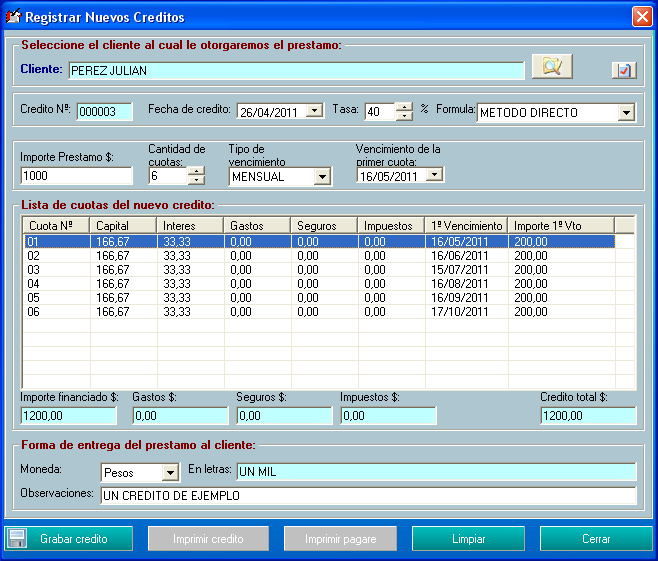 Registrar Nuevos Creditos
Seleccione el cliente al cual le otorgaremos el prestamo:
Cliente: PEREZ JULIAN
Credito Nº: 000003 Fecha de credito: 26/04/2011 Tasa: 40 % Formula: METODO DIRECTO
Importe Prestamo $: Cantidad de cuotas: Tipo de vencimiento Vencimiento de la primer cuota:
1000 6 MENSUAL 16/05/2011
Lista de cuotas del nuevo credito:
Cuota Nº Capital Interes Gastos Seguros Impuestos 1º Vencimiento Importe 1º Vto
01 166,67 33,33 0,00 0,00 0,00 16/05/2011 200,00
02 166,67 33,33 0,00 0,00 0,00 16/06/2011 200,00
03 166,67 33,33 0,00 0,00 0,00 15/07/2011 200,00
04 166,67 33,33 0,00 0,00 0,00 16/08/2011 200,00
05 166,67 33,33 0,00 0,00 0,00 16/09/2011 200,00
06 166,67 33,33 0,00 0,00 0,00 17/10/2011 200,00
Importe financiado $: Gastos $: Seguros $: Impuestos $: Credito total $:
1200,00 0,00 0,00 0,00 1200,00
Forma de entrega del prestamo al cliente:
Moneda: Pesos En letras: UN MIL
Observaciones: UN CREDITO DE EJEMPLO
Grabar credito Imprimir credito Imprimir pagare Limpiar Cerrar